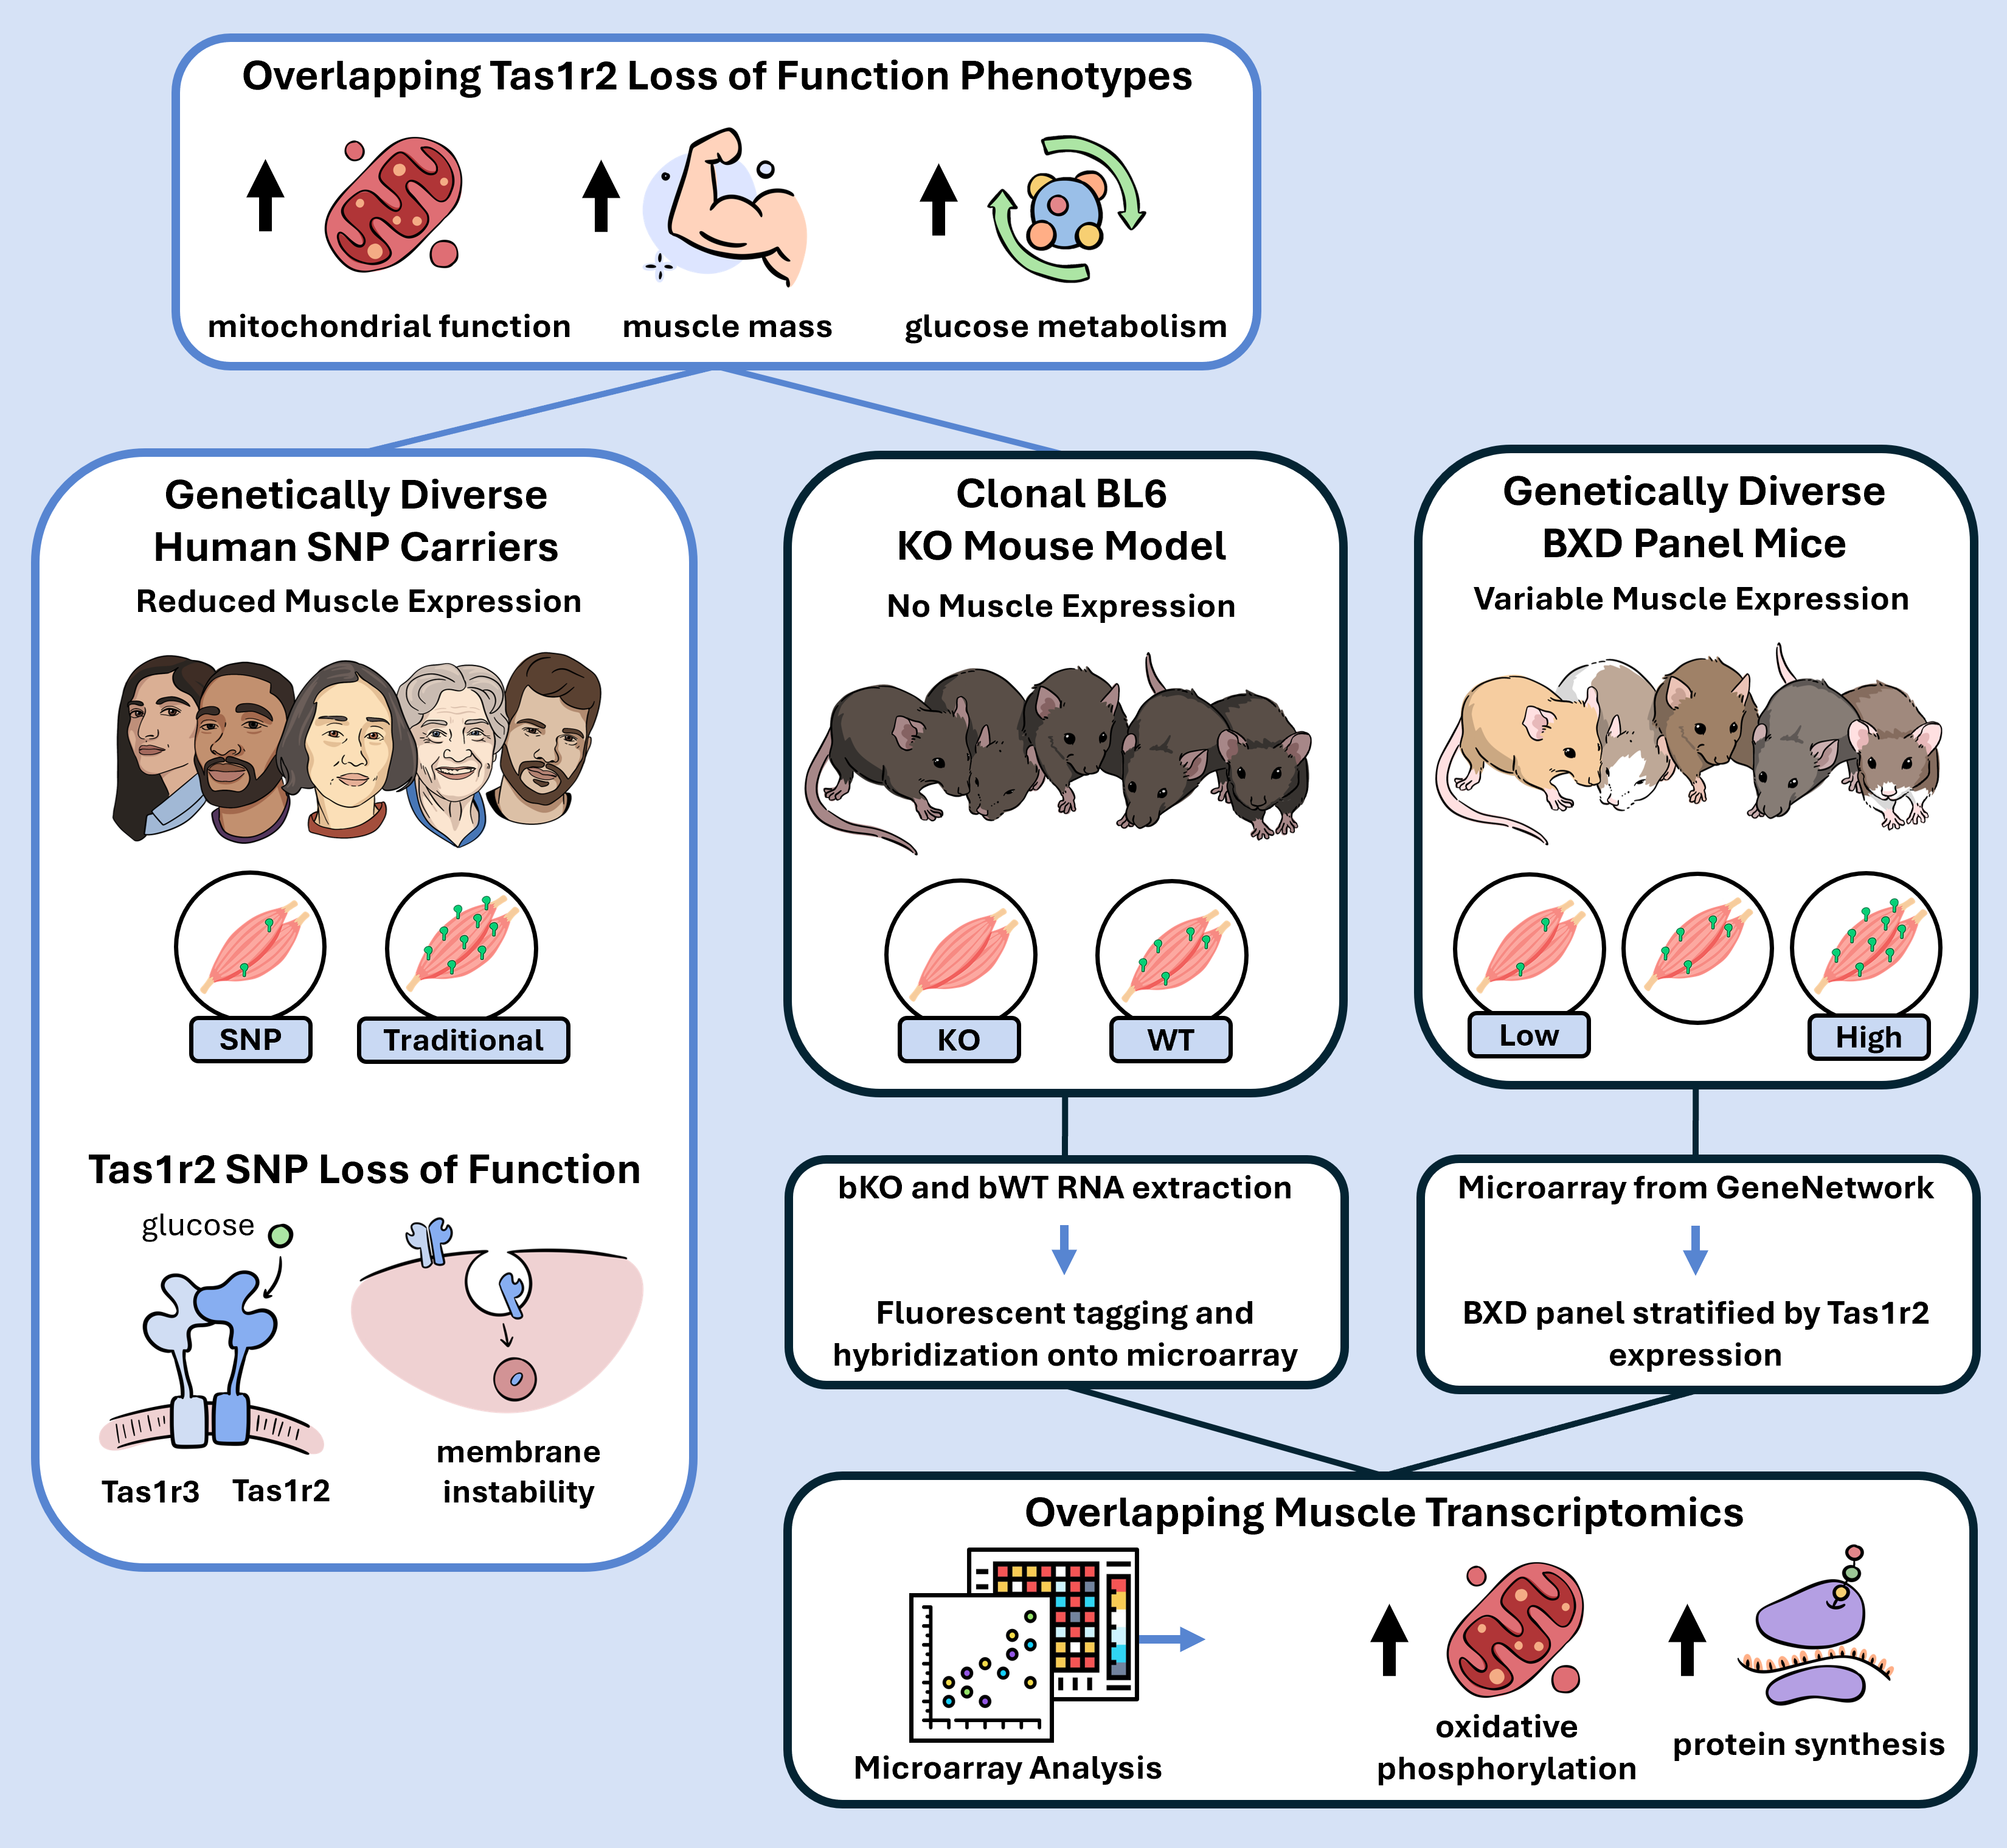 Overlapping Tas1r2 Loss of Function Phenotypes
mitochondrial function
muscle mass
glucose metabolism
Genetically Diverse
Human SNP Carriers
Reduced Muscle Expression
SNP
Traditional
Tas1r2 SNP Loss of Function
glucose
Tas1r3
Tas1r2
membrane
instability
Clonal BL6
KO Mouse Model
No Muscle Expression
KO
WT
Genetically Diverse
BXD Panel Mice
Variable Muscle Expression
Low
High
bKO and bWT RNA extraction
Fluorescent tagging and
hybridization onto microarray
Microarray from GeneNetwork
BXD panel stratified by Tas1r2
expression
Overlapping Muscle Transcriptomics
Microarray Analysis
oxidative
phosphorylation
protein synthesis